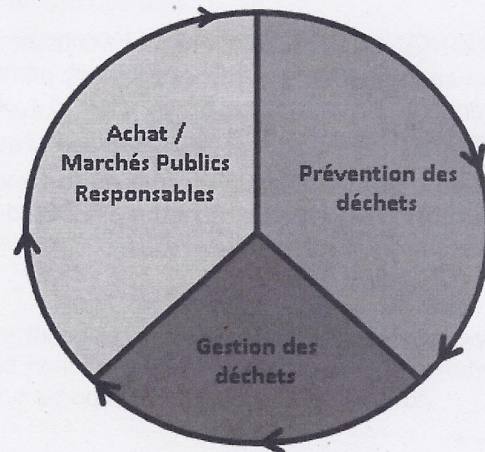 Achat /
Marchés Publics
Responsables
Prévention des
déchets
Gestion des
déchets